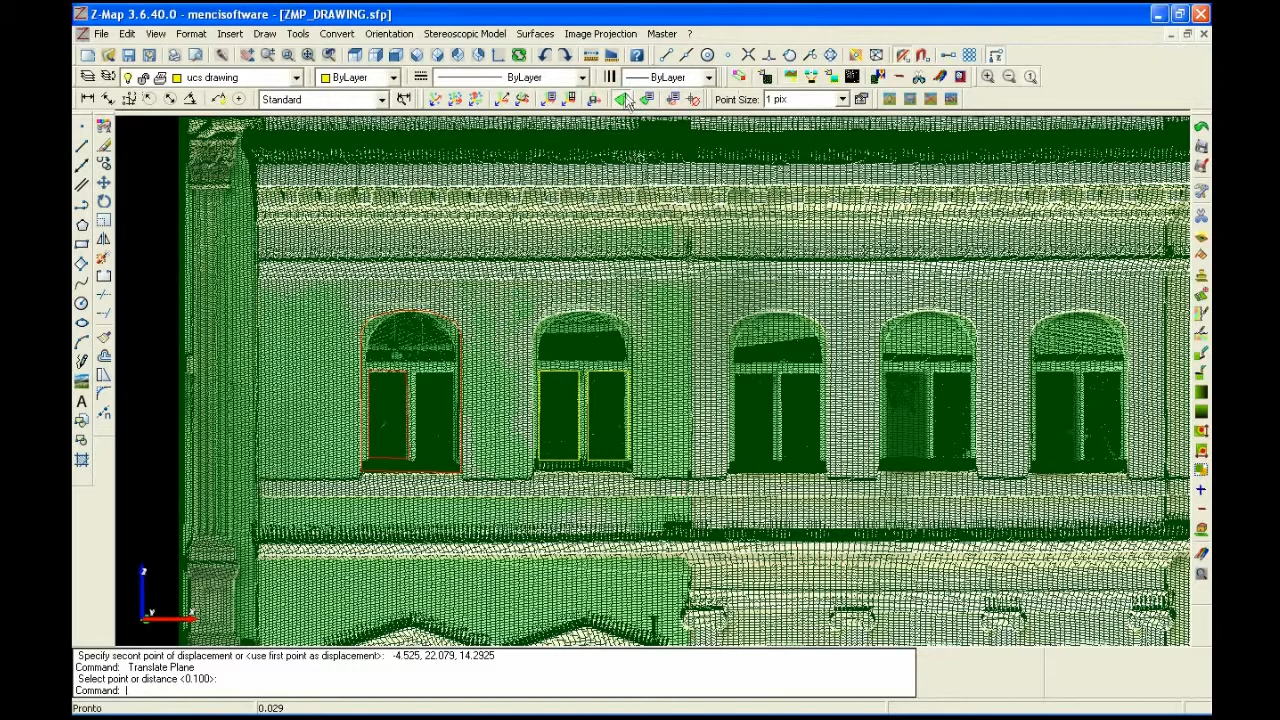 Z-Map 3.6.40.0 - mencisoftware - [ZMP_DRAWING.sfp]
File Edit View Format Insert Draw Tools Convert Orientation Stereoscopic Model Surfaces Image Projection Master ?
ucs drawing ByLayer ByLayer ByLayer
Standard Point Size: 1 pix
A
z
Y X
Specify second point of displacement or <use first point as displacement>: -4.525, 22.079, 14.2925
Command: Translate Plane
Select point or distance <0.100>:
Command:
Pronto 0.029